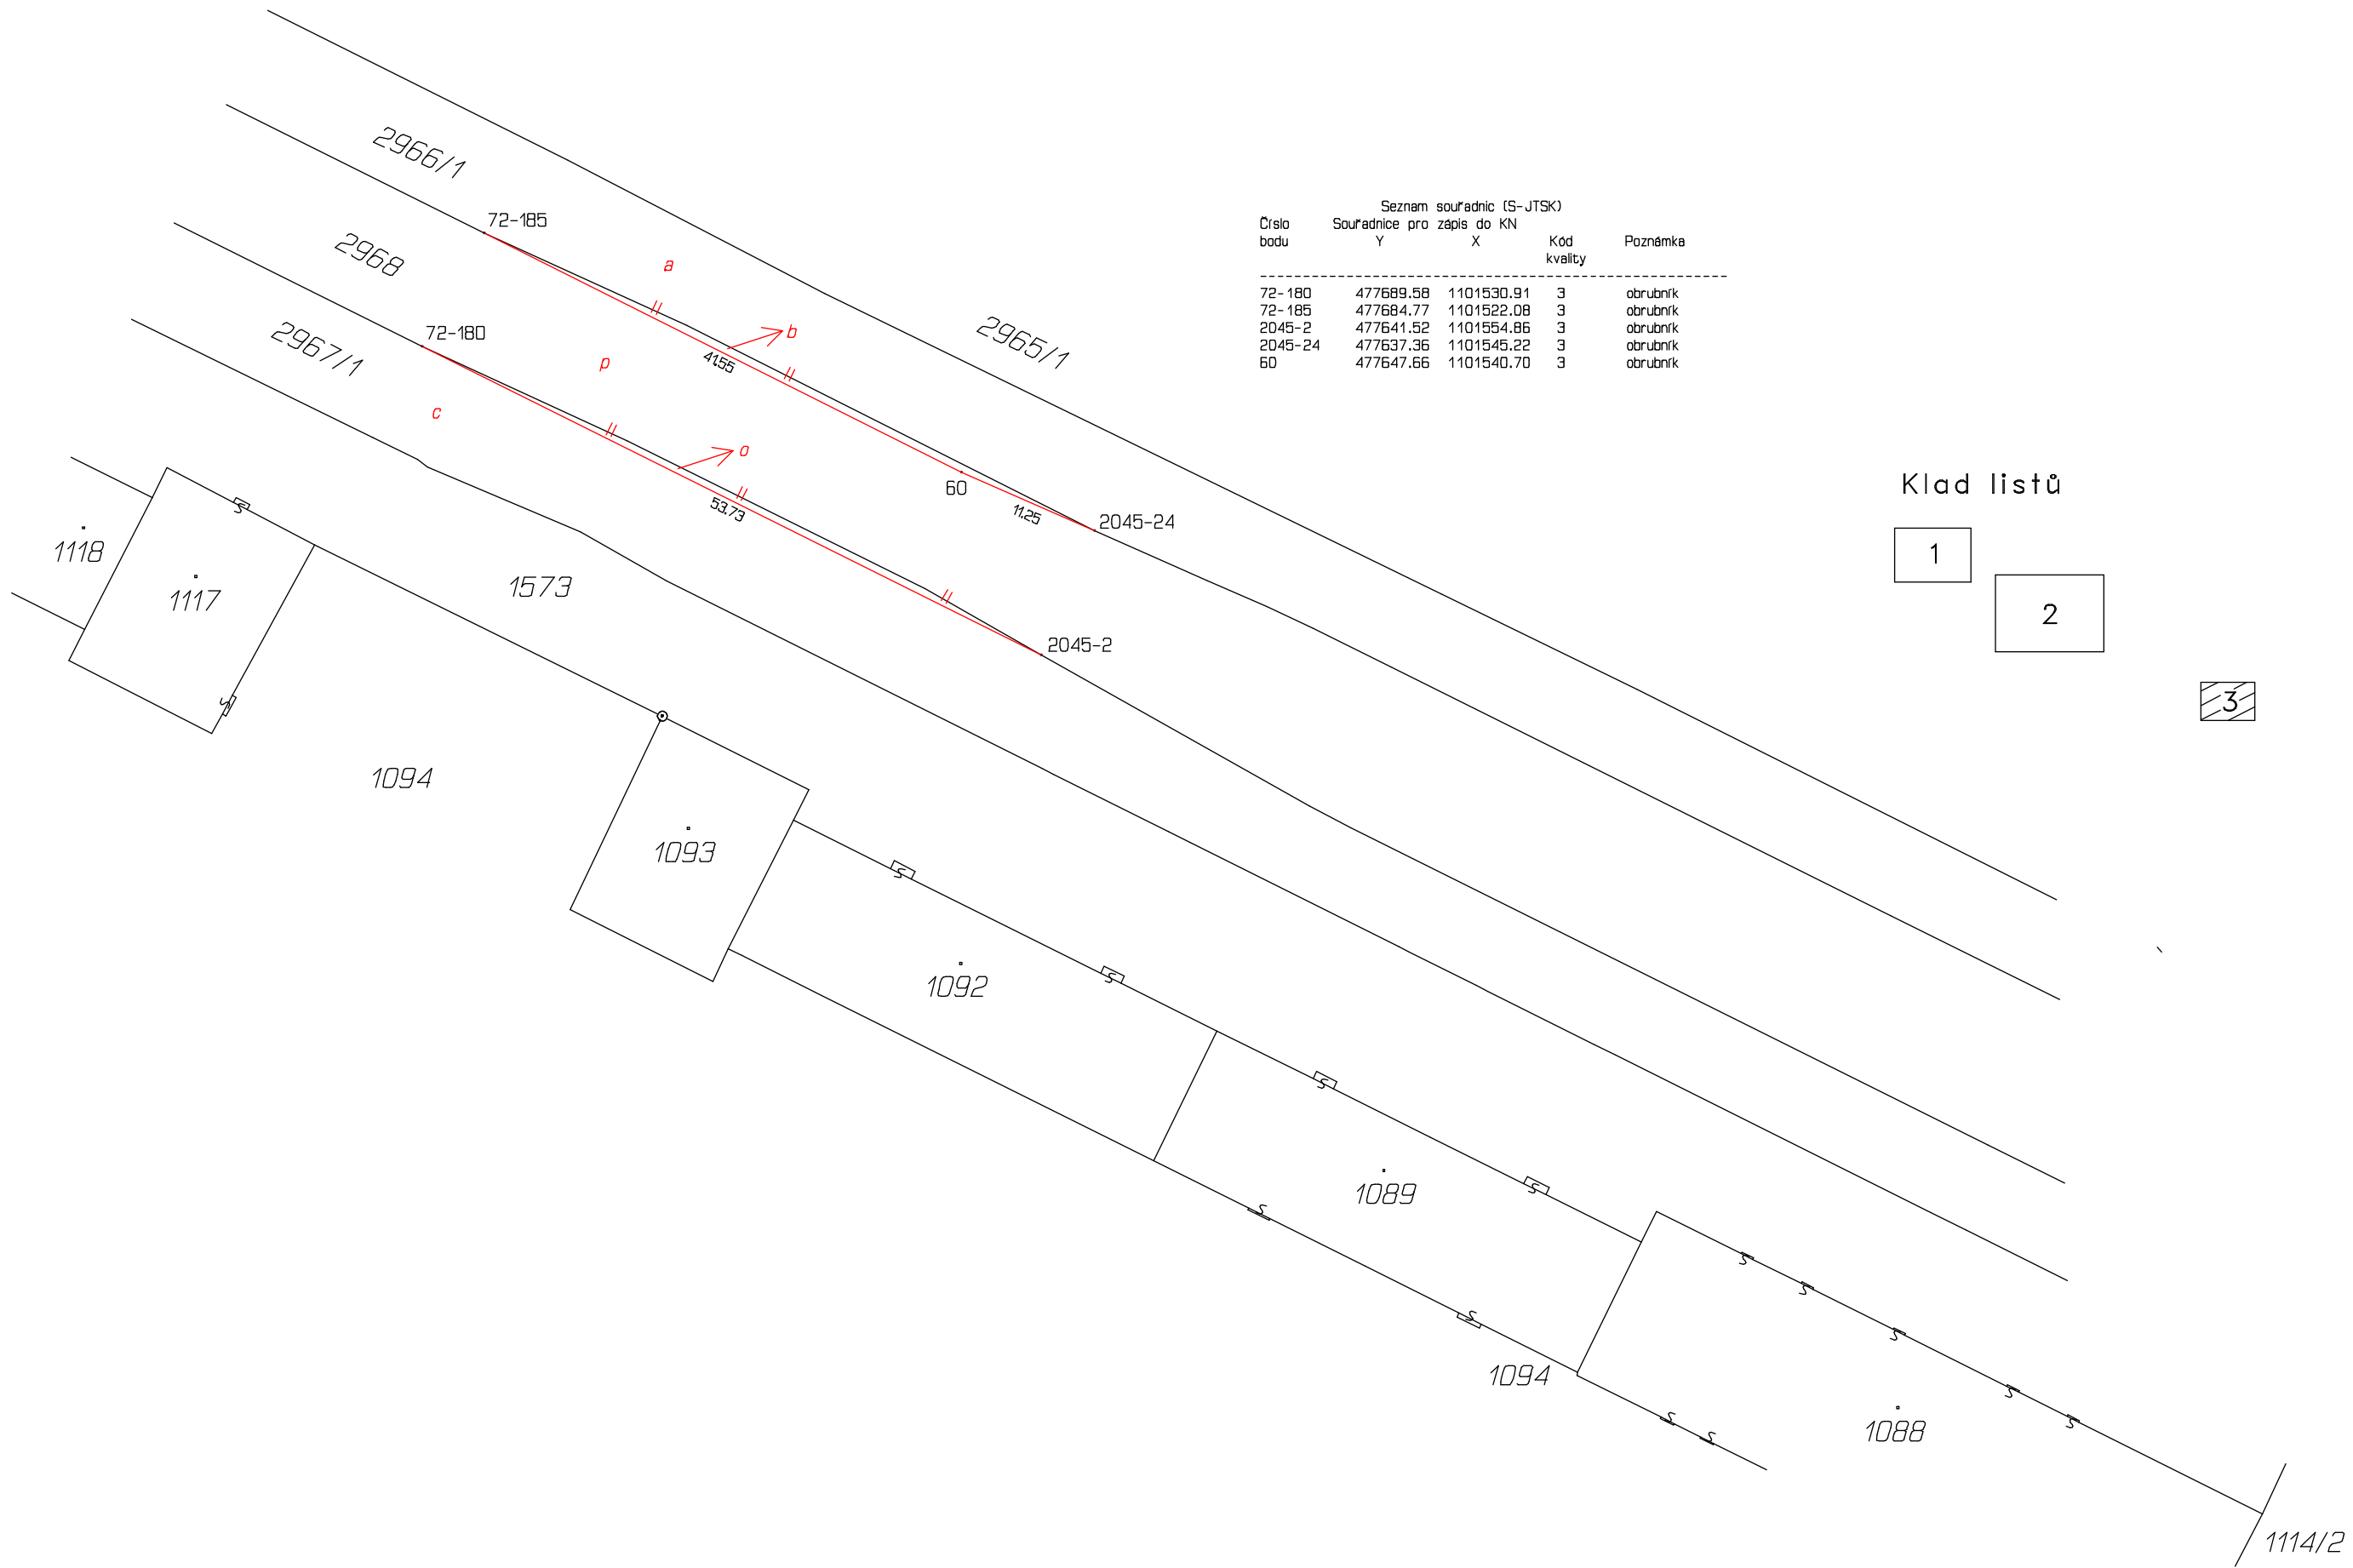 2966/1
72-185
2968
a
72-180
2967/1
b
p
41.55
2965/1
c
o
60
53.73
11.25
2045-24
1118
1117
1573
2045-2
1094
1093
1092
1089
1094
1088
1114/2
Seznam souřadnic (S-JTSK)
Číslo Souřadnice pro zápis do KN
bodu Y X Kód Poznámka
kvality
------------------------------------------------------
72-180 477689.58 1101530.91 3 obrubník
72-185 477684.77 1101522.08 3 obrubník
2045-2 477641.52 1101554.86 3 obrubník
2045-24 477637.36 1101545.22 3 obrubník
60 477647.66 1101540.70 3 obrubník
Klad listů
1
2
3